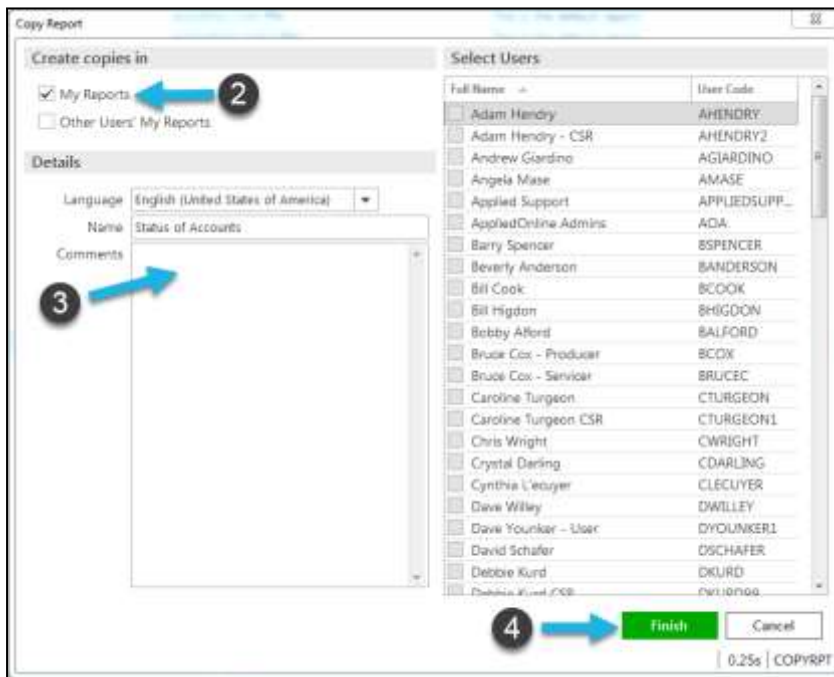 Copy Report
Create copies in
My Reports
2
Other Users' My Reports
Details
Language English (United States of America)
Name Status of Accounts
Comments
3
Select Users
Full Name User Code
Adam Hendry AHENDRY
Adam Hendry - CSR AHENDRY2
Andrew Giardino AGIARDINO
Angela Mase AMASE
Applied Support APPLIEDSUPP...
AppliedOnline Admins AOA
Barry Spencer BSPENCER
Beverly Anderson BANDERSON
Bill Cook BCOOK
Bill Higdon BHIGDON
Bobby Alford BALFORD
Bruce Cox - Producer BCOX
Bruce Cox - Servicer BRUCEC
Caroline Turgeon CTURGEON
Caroline Turgeon CSR CTURGEON1
Chris Wright CWRIGHT
Crystal Darling CDARLING
Cynthia L'ecuyer CLECUYER
Dave Willey DWILLEY
Dave Younker - User DYOUNKER1
David Schafer DSCHAFER
Debbie Kurd DKURD
Debbie Kurd CSR DKURD99
4
Finish Cancel
0.25s COPYRPT